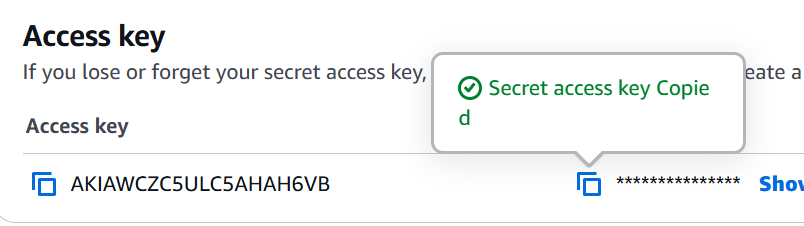 Access key
If you lose or forget your secret access key,
eate a
Secret access key Copie
d
Access key
AKIAWCZC5ULC5AHAH6VB
***************
Show